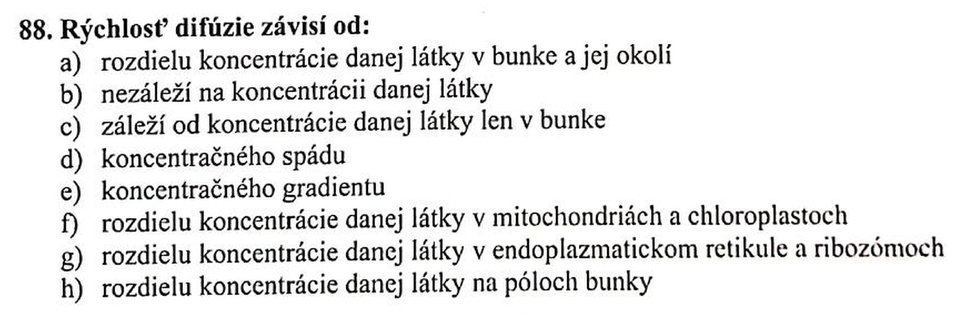 88. Rýchlosť difúzie závisí od:
a) rozdielu koncentrácie danej látky v bunke a jej okolí
b) nezáleží na koncentrácii danej látky
c) záleží od koncentrácie danej látky len v bunke
d) koncentračného spádu
e) koncentračného gradientu
f) rozdielu koncentrácie danej látky v mitochondriách a chloroplastoch
g) rozdielu koncentrácie danej látky v endoplazmatickom retikule a ribozómoch
h) rozdielu koncentrácie danej látky na póloch bunky